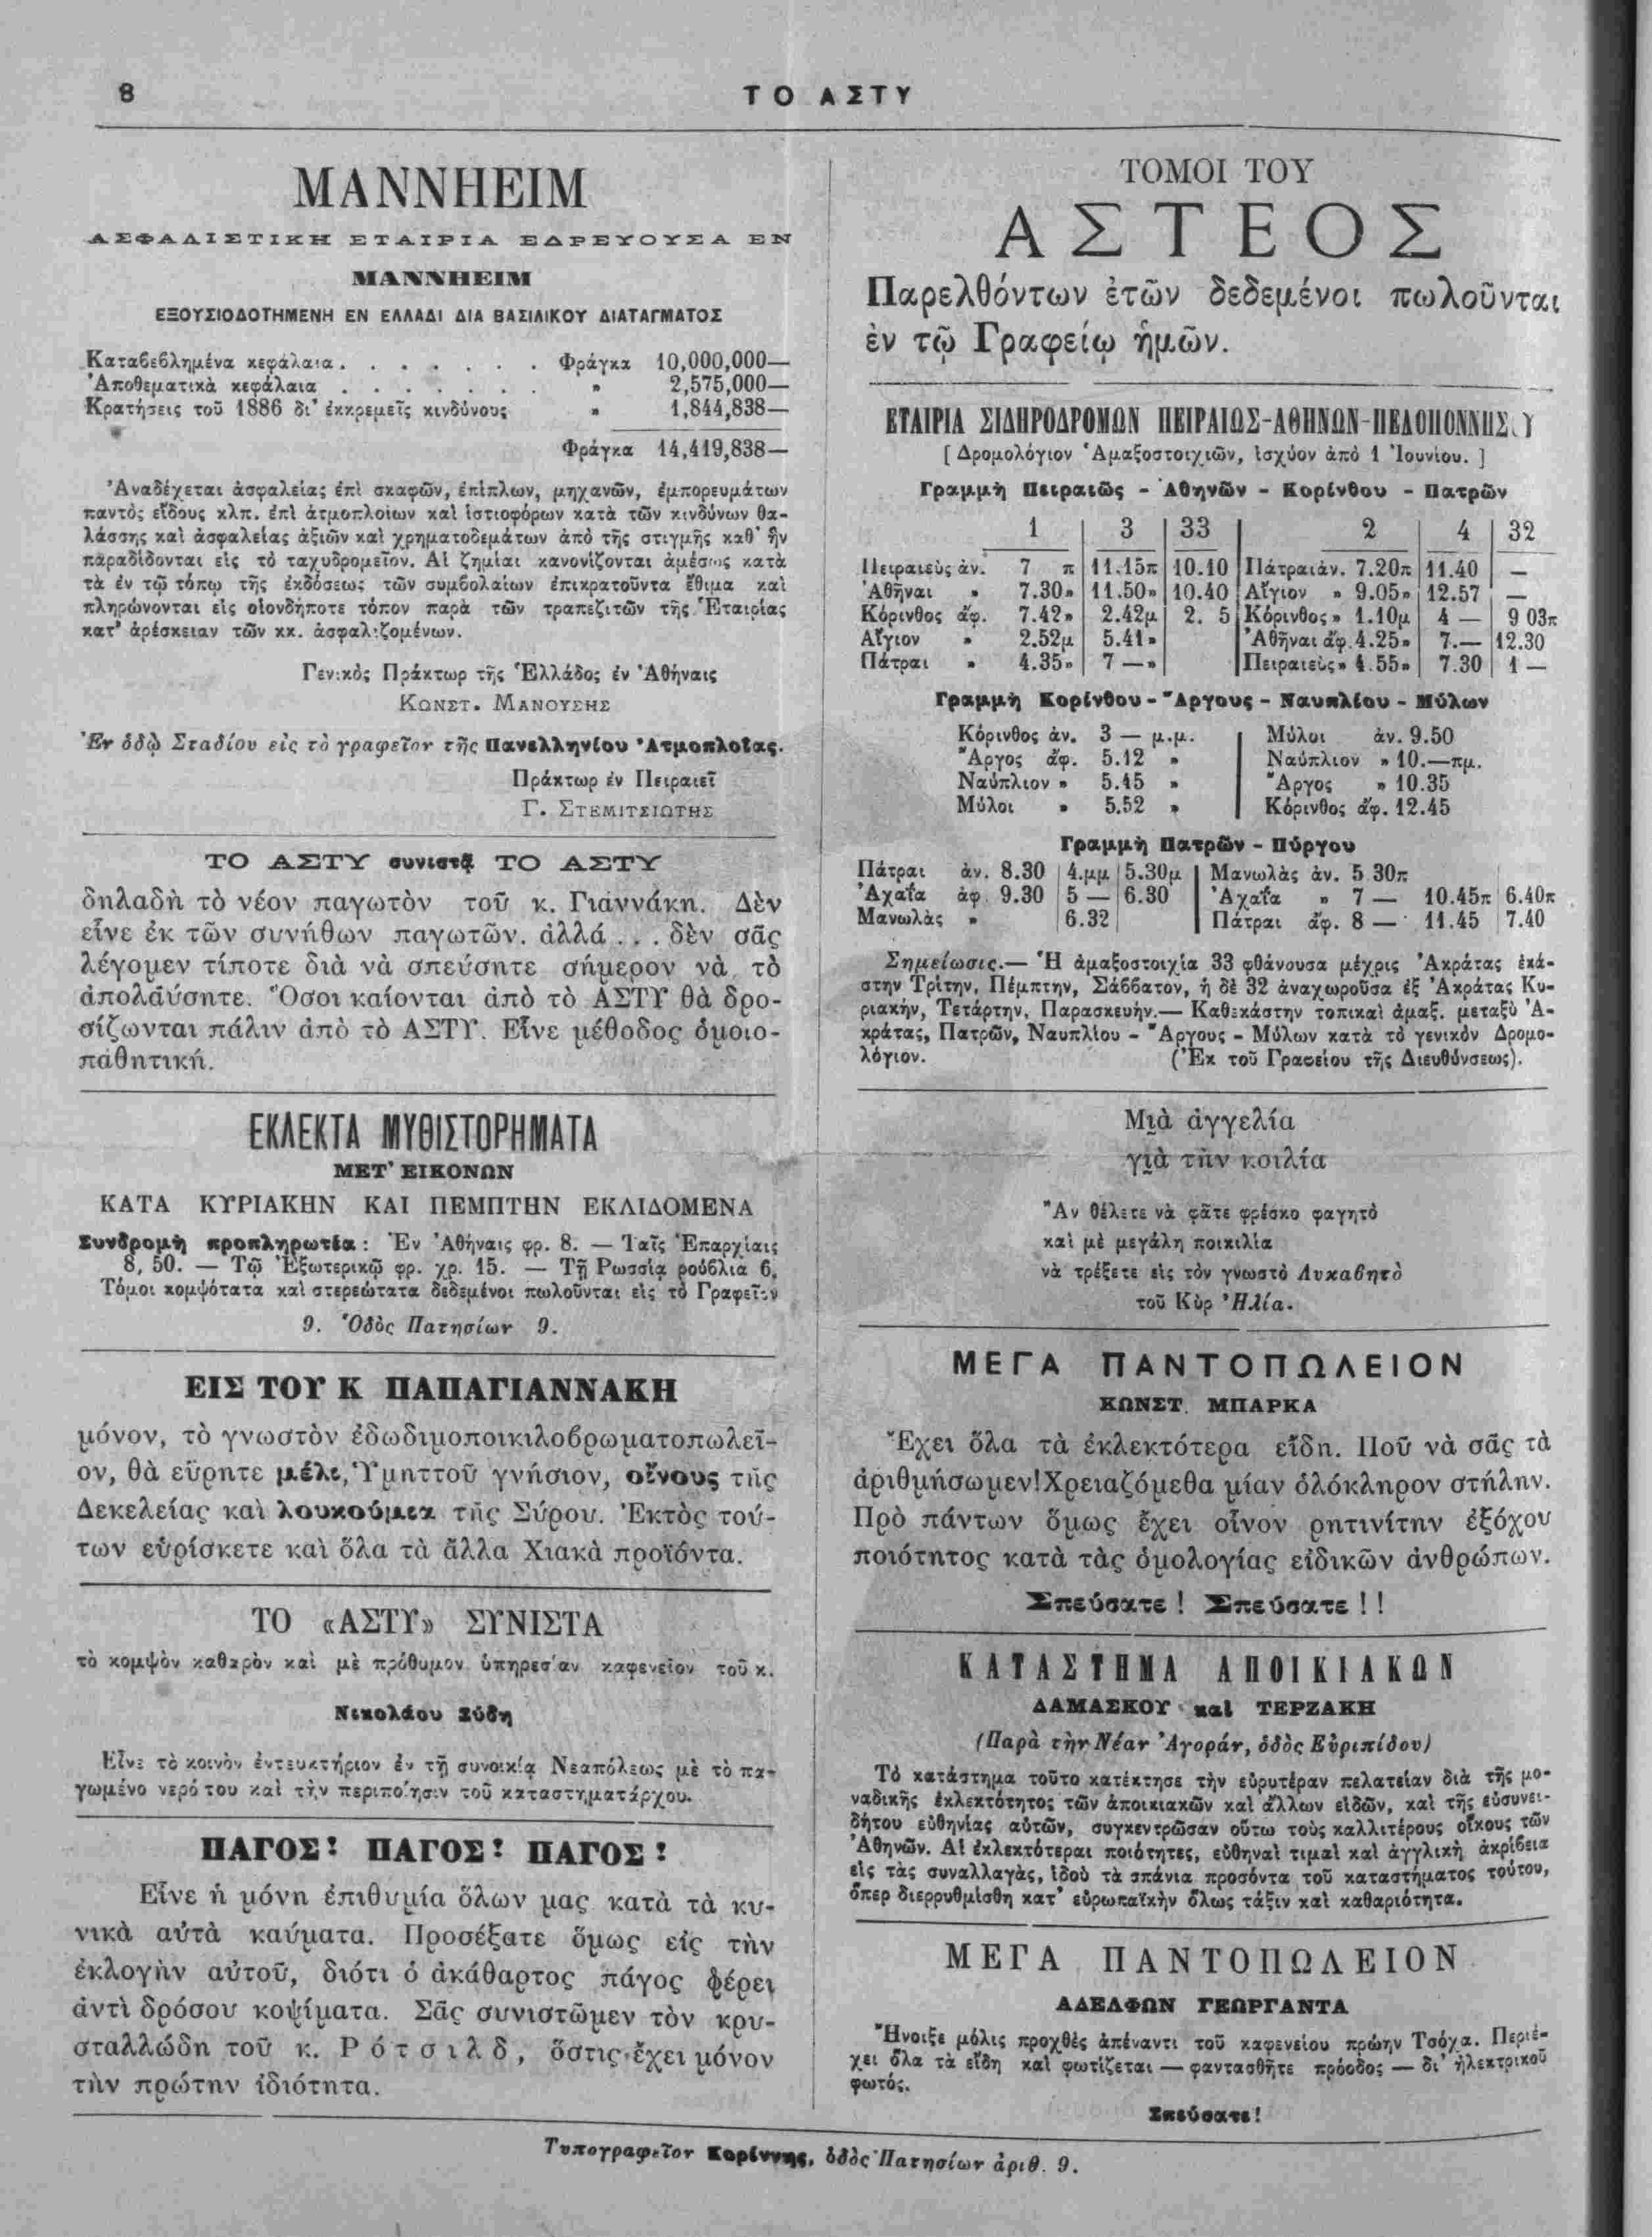 8
ΤΟ ΑΣΤΥ
ΜΑΝΝΗΕΙΜ
ΑΣΦΑΛΙΣΤΙΚΗ ΕΤΑΙΡΙΑ ΕΔΡΕΥΟΥΣΑ ΕΝ
ΜΑΝΝΗΕΙΜ
ΕΞΟΥΣΙΟΔΟΤΗΜΕΝΗ ΕΝ ΕΛΛΑΔΙ ΔΙΑ ΒΑΣΙΛΙΚΟΥ ΔΙΑΤΑΓΜΑΤΟΣ
Καταβεβλημένα κεφάλαια. . . . . . . Φράγκα 10,000,000—
Ἀποθεματικὰ κεφάλαια . . . . . . » 2,575,000—
Κρατήσεις τοῦ 1886 δι' ἐκκρεμεῖς κινδύνους » 1,844,838—
Φράγκα 14,419,838—
Ἀναδέχεται ἀσφαλείας ἐπὶ σκαφῶν, ἐπίπλων, μηχανῶν, ἐμπορευμάτων
παντὸς εἴδους κλπ. ἐπὶ ἀτμοπλοίων καὶ ἱστιοφόρων κατὰ τῶν κινδύνων θα-
λάσσης καὶ ἀσφαλείας ἀξιῶν καὶ χρηματοδεμάτων ἀπὸ τῆς στιγμῆς καθ' ἣν
παραδίδονται εἰς τὸ ταχυδρομεῖον. Αἱ ζημίαι κανονίζονται ἀμέσως κατὰ
τὰ ἐν τῷ τόπῳ τῆς ἐκδόσεως τῶν συμβολαίων ἐπικρατοῦντα ἔθιμα καὶ
πληρώνονται εἰς οἱονδήποτε τόπον παρὰ τῶν τραπεζιτῶν τῆς Ἑταιρίας
κατ' ἀρέσκειαν τῶν κκ. ἀσφαλιζομένων.
Γενικὸς Πράκτωρ τῆς Ἑλλάδος ἐν Ἀθήναις
ΚΩΝΣΤ. ΜΑΝΟΥΣΗΣ
Ἐν ὁδῷ Σταδίου εἰς τὸ γραφεῖον τῆς Πανελληνίου Ἀτμοπλοΐας.
Πράκτωρ ἐν Πειραιεῖ
Γ. ΣΤΕΜΙΤΣΙΩΤΗΣ
ΤΟ ΑΣΤΥ συνιστᾷ ΤΟ ΑΣΤΥ
δηλαδὴ τὸ νέον παγωτὸν τοῦ κ. Γιαννάκη. Δὲν
εἶνε ἐκ τῶν συνήθων παγωτῶν. ἀλλά . . . δὲν σᾶς
λέγομεν τίποτε διὰ νὰ σπεύσητε σήμερον νὰ τὸ
ἀπολαύσητε. Ὅσοι καίονται ἀπὸ τὸ ΑΣΤΥ θὰ δρο-
σίζωνται πάλιν ἀπὸ τὸ ΑΣΤΥ. Εἶνε μέθοδος ὁμοιο-
παθητική.
ΕΚΛΕΚΤΑ ΜΥΘΙΣΤΟΡΗΜΑΤΑ
ΜΕΤ' ΕΙΚΟΝΩΝ
ΚΑΤΑ ΚΥΡΙΑΚΗΝ ΚΑΙ ΠΕΜΠΤΗΝ ΕΚΔΙΔΟΜΕΝΑ
Συνδρομὴ προπληρωτέα: Ἐν Ἀθήναις φρ. 8. — Ταῖς Ἐπαρχίαις
8, 50. — Τῷ Ἐξωτερικῷ φρ. χρ. 15. — Τῇ Ρωσσίᾳ ρούβλια 6.
Τόμοι κομψότατα καὶ στερεώτατα δεδεμένοι πωλοῦνται εἰς τὸ Γραφεῖον
9. Ὁδὸς Πατησίων 9.
ΕΙΣ ΤΟΥ Κ ΠΑΠΑΓΙΑΝΝΑΚΗ
μόνον, τὸ γνωστὸν ἐδωδιμοποικιλοβρωματοπωλεῖ-
ον, θὰ εὕρητε μέλι, Ὑμηττοῦ γνήσιον, οἴνους τῆς
Δεκελείας καὶ λουκούμια τῆς Σύρου. Ἐκτὸς τού-
των εὑρίσκετε καὶ ὅλα τὰ ἄλλα Χιακὰ προϊόντα.
ΤΟ «ΑΣΤΥ» ΣΥΝΙΣΤΑ
τὸ κομψὸν καθαρὸν καὶ μὲ πρόθυμον ὑπηρεσίαν καφενεῖον τοῦ κ.
Νικολάου Ξύδη
Εἶνε τὸ κοινὸν ἐντευκτήριον ἐν τῇ συνοικίᾳ Νεαπόλεως μὲ τὸ πα-
γωμένο νερό του καὶ τὴν περιποίησιν τοῦ καταστηματάρχου.
ΠΑΓΟΣ! ΠΑΓΟΣ! ΠΑΓΟΣ!
Εἶνε ἡ μόνη ἐπιθυμία ὅλων μας κατὰ τὰ κυ-
νικὰ αὐτὰ καύματα. Προσέξατε ὅμως εἰς τὴν
ἐκλογὴν αὐτοῦ, διότι ὁ ἀκάθαρτος πάγος φέρει
ἀντὶ δρόσου κοψίματα. Σᾶς συνιστῶμεν τὸν κρυ-
σταλλώδη τοῦ κ. Ρότσιλδ, ὅστις ἔχει μόνον
τὴν πρώτην ἰδιότητα.
ΤΟΜΟΙ ΤΟΥ
ΑΣΤΕΟΣ
Παρελθόντων ἐτῶν δεδεμένοι πωλοῦνται
ἐν τῷ Γραφείῳ ἡμῶν.
ΕΤΑΙΡΙΑ ΣΙΔΗΡΟΔΡΟΜΩΝ ΠΕΙΡΑΙΩΣ-ΑΘΗΝΩΝ-ΠΕΛΟΠΟΝΝΗΣΟΥ
[ Δρομολόγιον Ἁμαξοστοιχιῶν, ἰσχύον ἀπὸ 1 Ἰουνίου. ]
Γραμμὴ Πειραιῶς - Ἀθηνῶν - Κορίνθου - Πατρῶν
1 3 33 2 4 32
Πειραιεὺς ἀν. 7 π 11.15π 10.10 Πάτραι ἀν. 7.20π 11.40 —
Ἀθῆναι » 7.30» 11.50» 10.40 Αἴγιον » 9.05» 12.57 —
Κόρινθος ἀφ. 7.42» 2.42μ 2. 5 Κόρινθος» 1.10μ 4 — 9 03π
Αἴγιον » 2.52μ 5.41» Ἀθῆναι ἀφ. 4.25» 7.— 12.30
Πάτραι » 4.35» 7 —» Πειραιεὺς» 4.55» 7.30 1 —
Γραμμὴ Κορίνθου - Ἄργους - Ναυπλίου - Μύλων
Κόρινθος ἀν. 3 — μ.μ. Μύλοι ἀν. 9.50
Ἄργος ἀφ. 5.12 » Ναύπλιον » 10.—πμ.
Ναύπλιον » 5.45 » Ἄργος » 10.35
Μύλοι » 5.52 » Κόρινθος ἀφ. 12.45
Γραμμὴ Πατρῶν - Πύργου
Πάτραι ἀν. 8.30 4.μμ 5.30μ Μανωλὰς ἀν. 5 30π
Ἀχαΐα ἀφ. 9.30 5 — 6.30 Ἀχαΐα » 7 — 10.45π 6.40π
Μανωλὰς » 6.32 Πάτραι ἀφ. 8 — 11.45 7.40
Σημείωσις.— Ἡ ἁμαξοστοιχία 33 φθάνουσα μέχρις Ἀκράτας ἑκά-
στην Τρίτην, Πέμπτην, Σάββατον, ἡ δὲ 32 ἀναχωροῦσα ἐξ Ἀκράτας Κυ-
ριακήν, Τετάρτην, Παρασκευήν.— Καθεκάστην τοπικαὶ ἁμαξ. μεταξὺ Ἀ-
κράτας, Πατρῶν, Ναυπλίου - Ἄργους - Μύλων κατὰ τὸ γενικὸν Δρομο-
λόγιον. (Ἐκ τοῦ Γραφείου τῆς Διευθύνσεως).
Μιὰ ἀγγελία
γιὰ τὴν κοιλία
Ἂν θέλετε νὰ φᾶτε φρέσκο φαγητὸ
καὶ μὲ μεγάλη ποικιλία
νὰ τρέξετε εἰς τὸν γνωστὸ Λυκαβητὸ
τοῦ Κὺρ Ἠλία.
ΜΕΓΑ ΠΑΝΤΟΠΩΛΕΙΟΝ
ΚΩΝΣΤ. ΜΠΑΡΚΑ
Ἔχει ὅλα τὰ ἐκλεκτότερα εἴδη. Ποῦ νὰ σᾶς τὰ
ἀριθμήσωμεν! Χρειαζόμεθα μίαν ὁλόκληρον στήλην.
Πρὸ πάντων ὅμως ἔχει οἶνον ρητινίτην ἐξόχου
ποιότητος κατὰ τὰς ὁμολογίας εἰδικῶν ἀνθρώπων.
Σπεύσατε! Σπεύσατε!!
ΚΑΤΑΣΤΗΜΑ ΑΠΟΙΚΙΑΚΩΝ
ΔΑΜΑΣΚΟΥ καὶ ΤΕΡΖΑΚΗ
(Παρὰ τὴν Νέαν Ἀγοράν, ὁδὸς Εὐριπίδου)
Τὸ κατάστημα τοῦτο κατέκτησε τὴν εὐρυτέραν πελατείαν διὰ τῆς μο-
ναδικῆς ἐκλεκτότητος τῶν ἀποικιακῶν καὶ ἄλλων εἰδῶν, καὶ τῆς εὐσυνει-
δήτου εὐθηνίας αὐτῶν, συγκεντρῶσαν οὕτω τοὺς καλλιτέρους οἴκους τῶν
Ἀθηνῶν. Αἱ ἐκλεκτότεραι ποιότητες, εὐθηναὶ τιμαὶ καὶ ἀγγλικὴ ἀκρίβεια
εἰς τὰς συναλλαγάς, ἰδοὺ τὰ σπάνια προσόντα τοῦ καταστήματος τούτου,
ὅπερ διερρυθμίσθη κατ' εὐρωπαϊκὴν ὅλως τάξιν καὶ καθαριότητα.
ΜΕΓΑ ΠΑΝΤΟΠΩΛΕΙΟΝ
ΑΔΕΛΦΩΝ ΓΕΩΡΓΑΝΤΑ
Ἤνοιξε μόλις προχθὲς ἀπέναντι τοῦ καφενείου πρώην Τσόχα. Περιέ-
χει ὅλα τὰ εἴδη καὶ φωτίζεται — φαντασθῆτε πρόοδος — δι' ἠλεκτρικοῦ
φωτός.
Σπεύσατε!
Τυπογραφεῖον Κορίννης, ὁδὸς Πατησίων ἀριθ. 9.